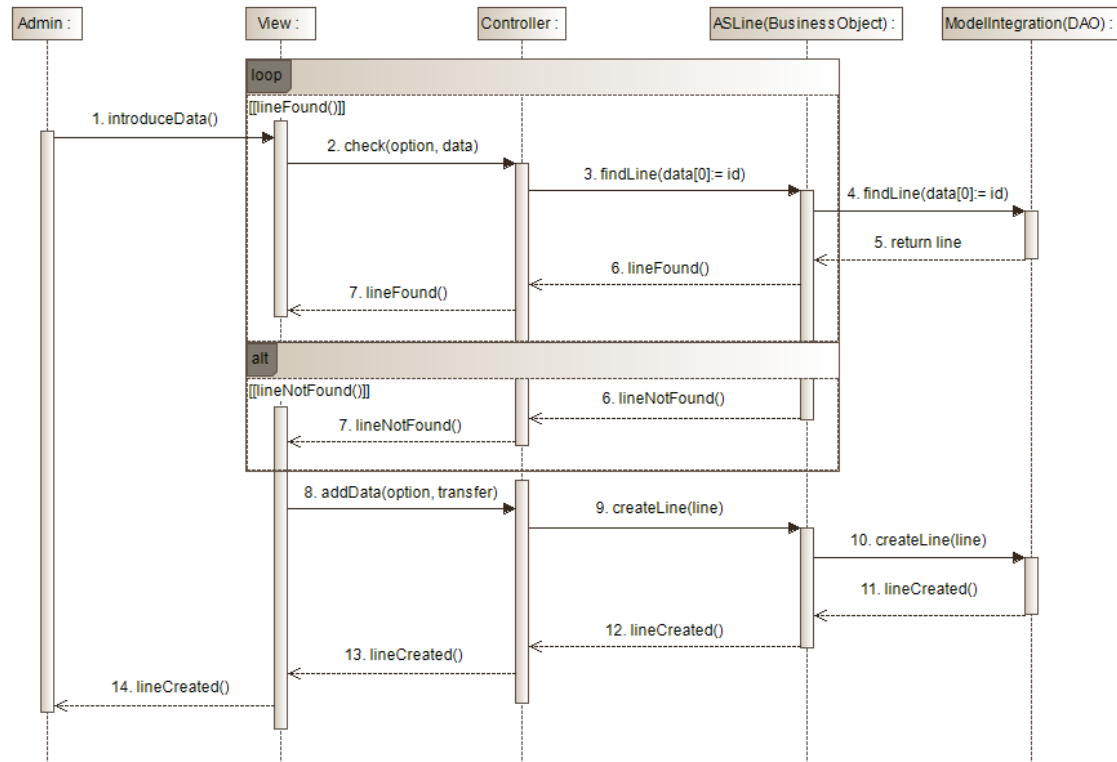 Admin :
View :
Controller :
ASLine(BusinessObject) :
ModelIntegration(DAO) :
loop
[[lineFound()]]
1. introduceData()
2. check(option, data)
3. findLine(data[0]:= id)
4. findLine(data[0]:= id)
5. return line
6. lineFound()
7. lineFound()
alt
[[lineNotFound()]]
6. lineNotFound()
7. lineNotFound()
8. addData(option, transfer)
9. createLine(line)
10. createLine(line)
11. lineCreated()
12. lineCreated()
13. lineCreated()
14. lineCreated()